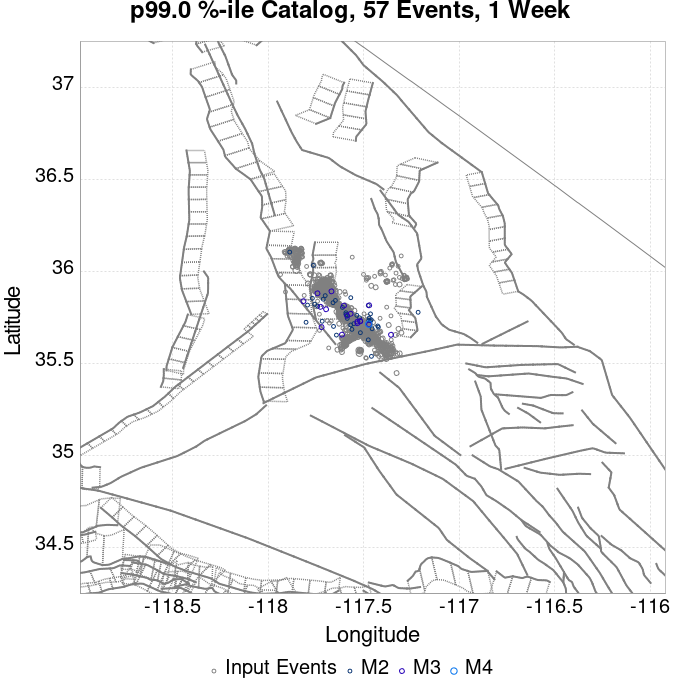 p99.0 %-ile Catalog, 57 Events, 1 Week
37
36.5
36
35.5
35
34.5
Latitude
-118.5 -118 -117.5 -117 -116.5 -116
Longitude
Input Events M2 M3 M4